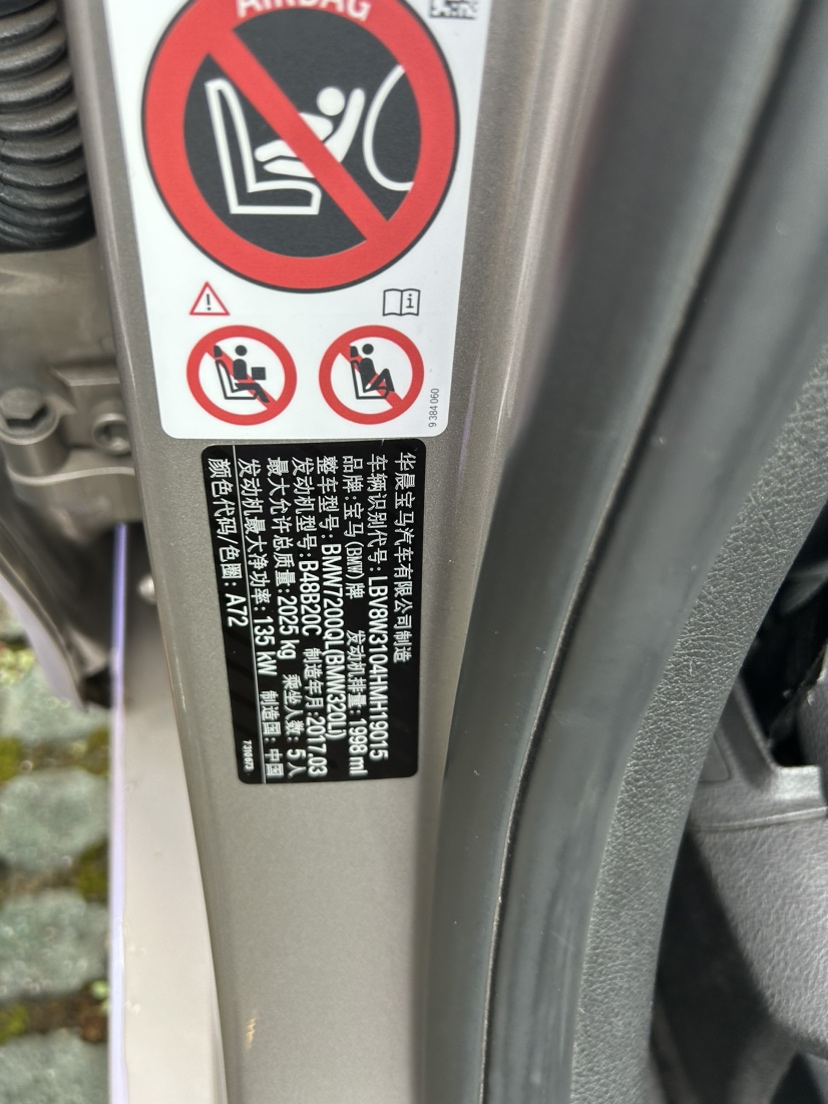 AIRBAG
9 384 060
华晨宝马汽车有限公司制造
车辆识别代号:LBV8W3104HMH19015
品牌:宝马(BMW)牌 发动机排量:1998 ml
整车型号:BMW7200QL(BMW320Li)
发动机型号:B48B20C 制造年月:2017.03
最大允许总质量:2025 kg 乘坐人数:5人
发动机最大净功率:135 kW 制造国:中国
颜色代码/色圈:A72